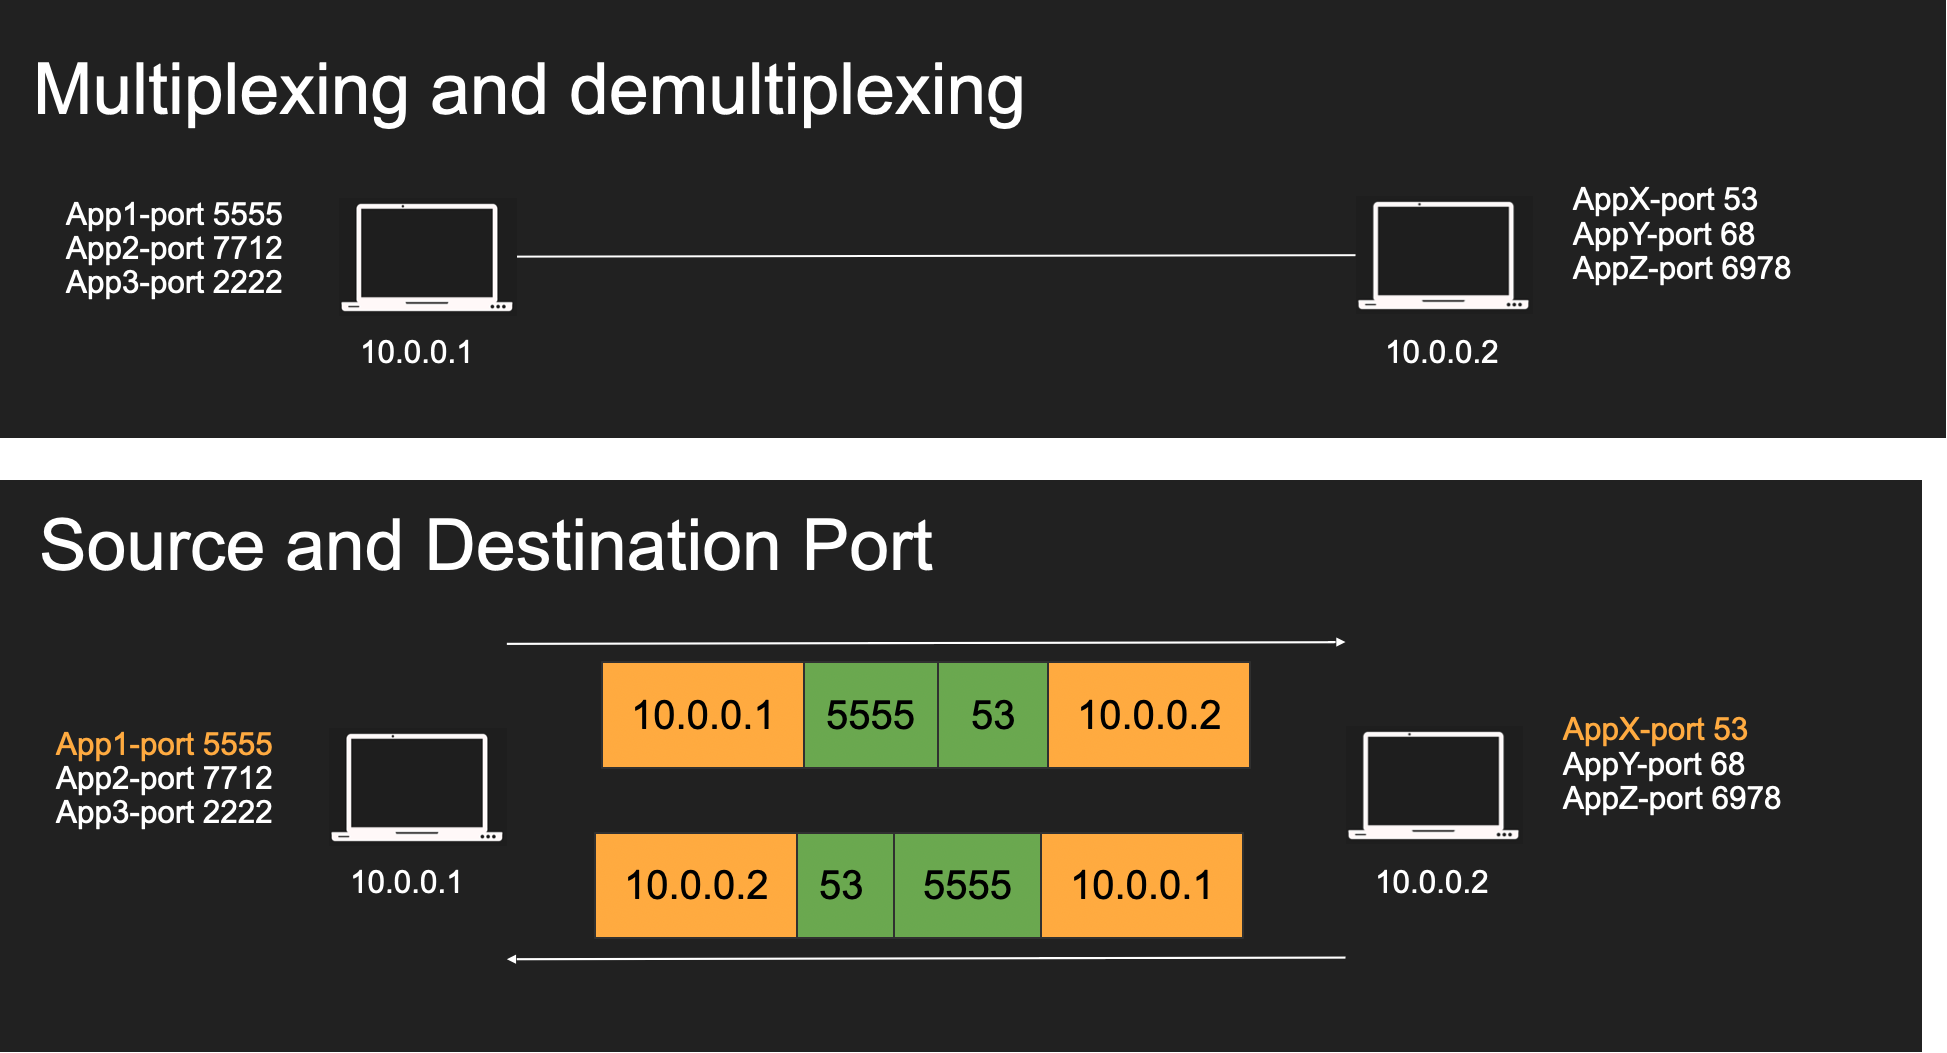 Multiplexing and demultiplexing
App1-port 5555
App2-port 7712
App3-port 2222
10.0.0.1
AppX-port 53
AppY-port 68
AppZ-port 6978
10.0.0.2
Source and Destination Port
App1-port 5555
App2-port 7712
App3-port 2222
10.0.0.1
10.0.0.1 5555 53 10.0.0.2
10.0.0.2 53 5555 10.0.0.1
AppX-port 53
AppY-port 68
AppZ-port 6978
10.0.0.2